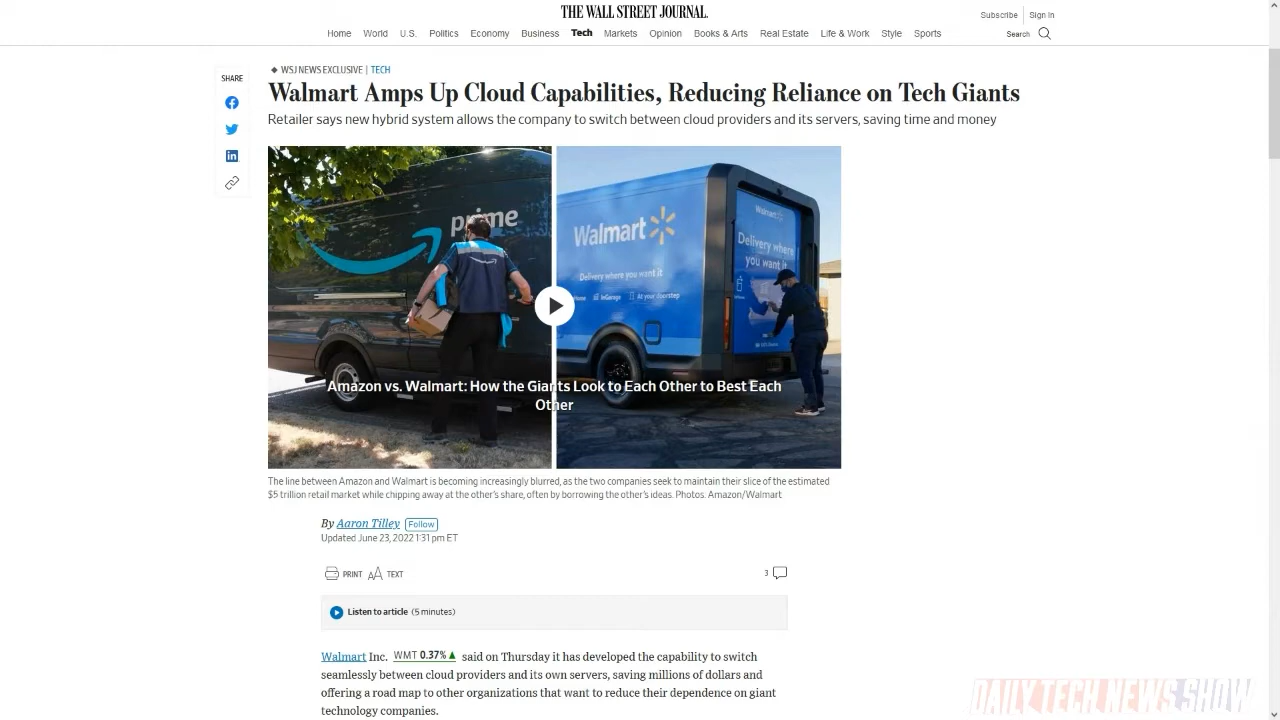 THE WALL STREET JOURNAL.
Subscribe Sign In
Home World U.S. Politics Economy Business Tech Markets Opinion Books & Arts Real Estate Life & Work Style Sports
Search
SHARE
WSJ NEWS EXCLUSIVE | TECH
Walmart Amps Up Cloud Capabilities, Reducing Reliance on Tech Giants
Retailer says new hybrid system allows the company to switch between cloud providers and its servers, saving time and money
prime
Walmart
Delivery where you want it
InGarage At your doorstep
Walmart
Delivery where
you want it
Amazon vs. Walmart: How the Giants Look to Each Other to Best Each
Other
The line between Amazon and Walmart is becoming increasingly blurred, as the two companies seek to maintain their slice of the estimated
$5 trillion retail market while chipping away at the other's share, often by borrowing the other's ideas. Photos: Amazon/Walmart
By Aaron Tilley Follow
Updated June 23, 2022 1:31 pm ET
PRINT AA TEXT
3
Listen to article (5 minutes)
Walmart Inc. WMT 0.37% ▲ said on Thursday it has developed the capability to switch
seamlessly between cloud providers and its own servers, saving millions of dollars and
offering a road map to other organizations that want to reduce their dependence on giant
technology companies.
DAILY TECH NEWS SHOW